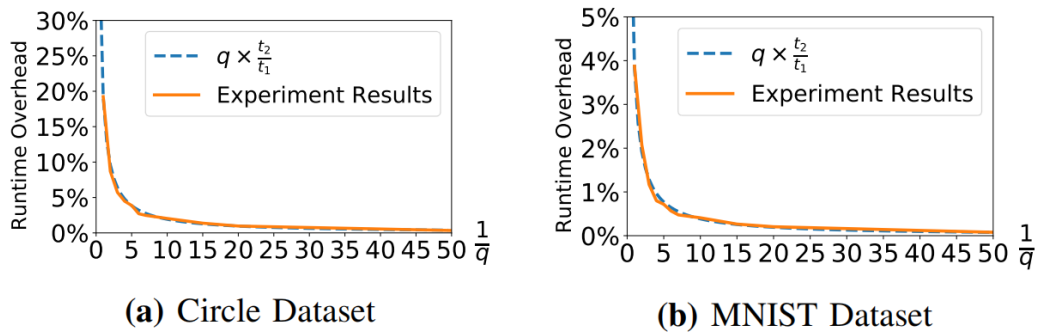 30%
25%
20%
15%
10%
5%
0%
Runtime Overhead
q × t₂/t₁
Experiment Results
0 5 10 15 20 25 30 35 40 45 50
1/q
(a) Circle Dataset
5%
4%
3%
2%
1%
0%
Runtime Overhead
q × t₂/t₁
Experiment Results
0 5 10 15 20 25 30 35 40 45 50
1/q
(b) MNIST Dataset